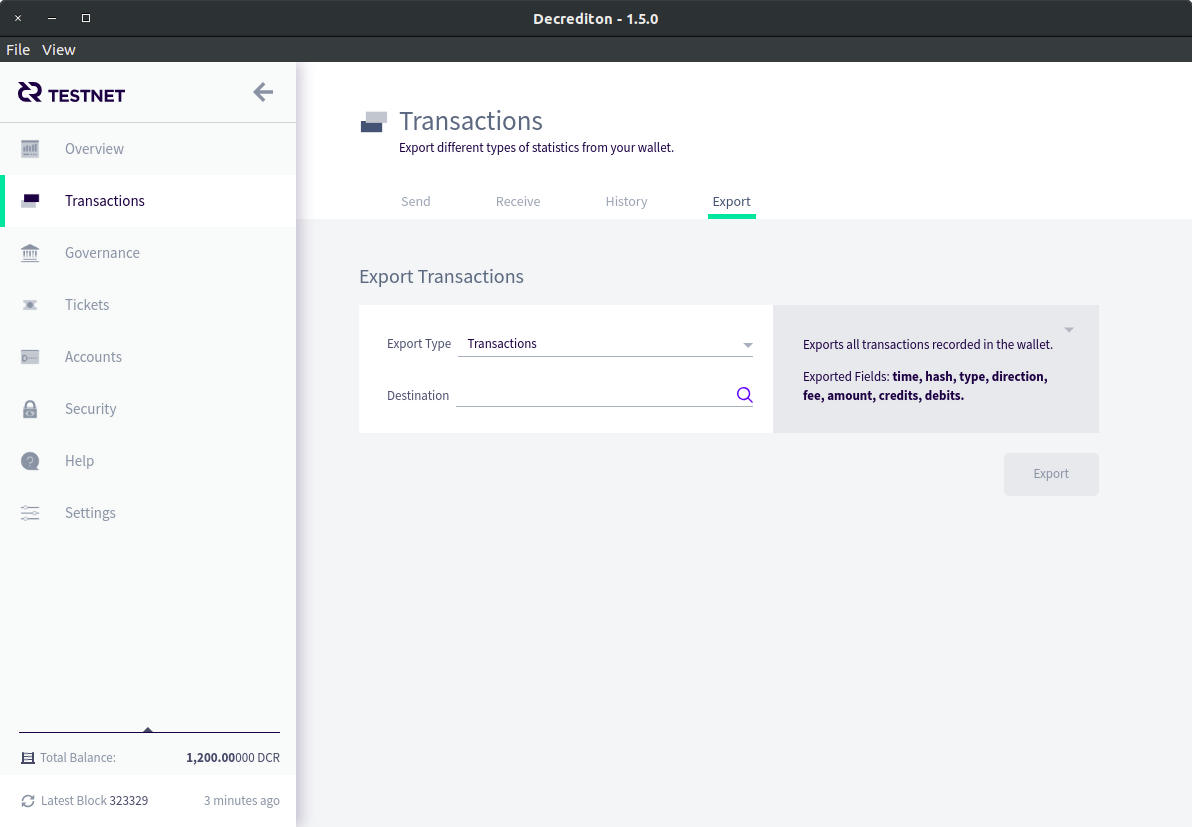 Decrediton - 1.5.0
File View
TESTNET
Overview
Transactions
Governance
Tickets
Accounts
Security
Help
Settings
Total Balance: 1,200.00000 DCR
Latest Block 323329 3 minutes ago
Transactions
Export different types of statistics from your wallet.
Send Receive History Export
Export Transactions
Export Type Transactions
Destination
Exports all transactions recorded in the wallet.
Exported Fields: time, hash, type, direction,
fee, amount, credits, debits.
Export